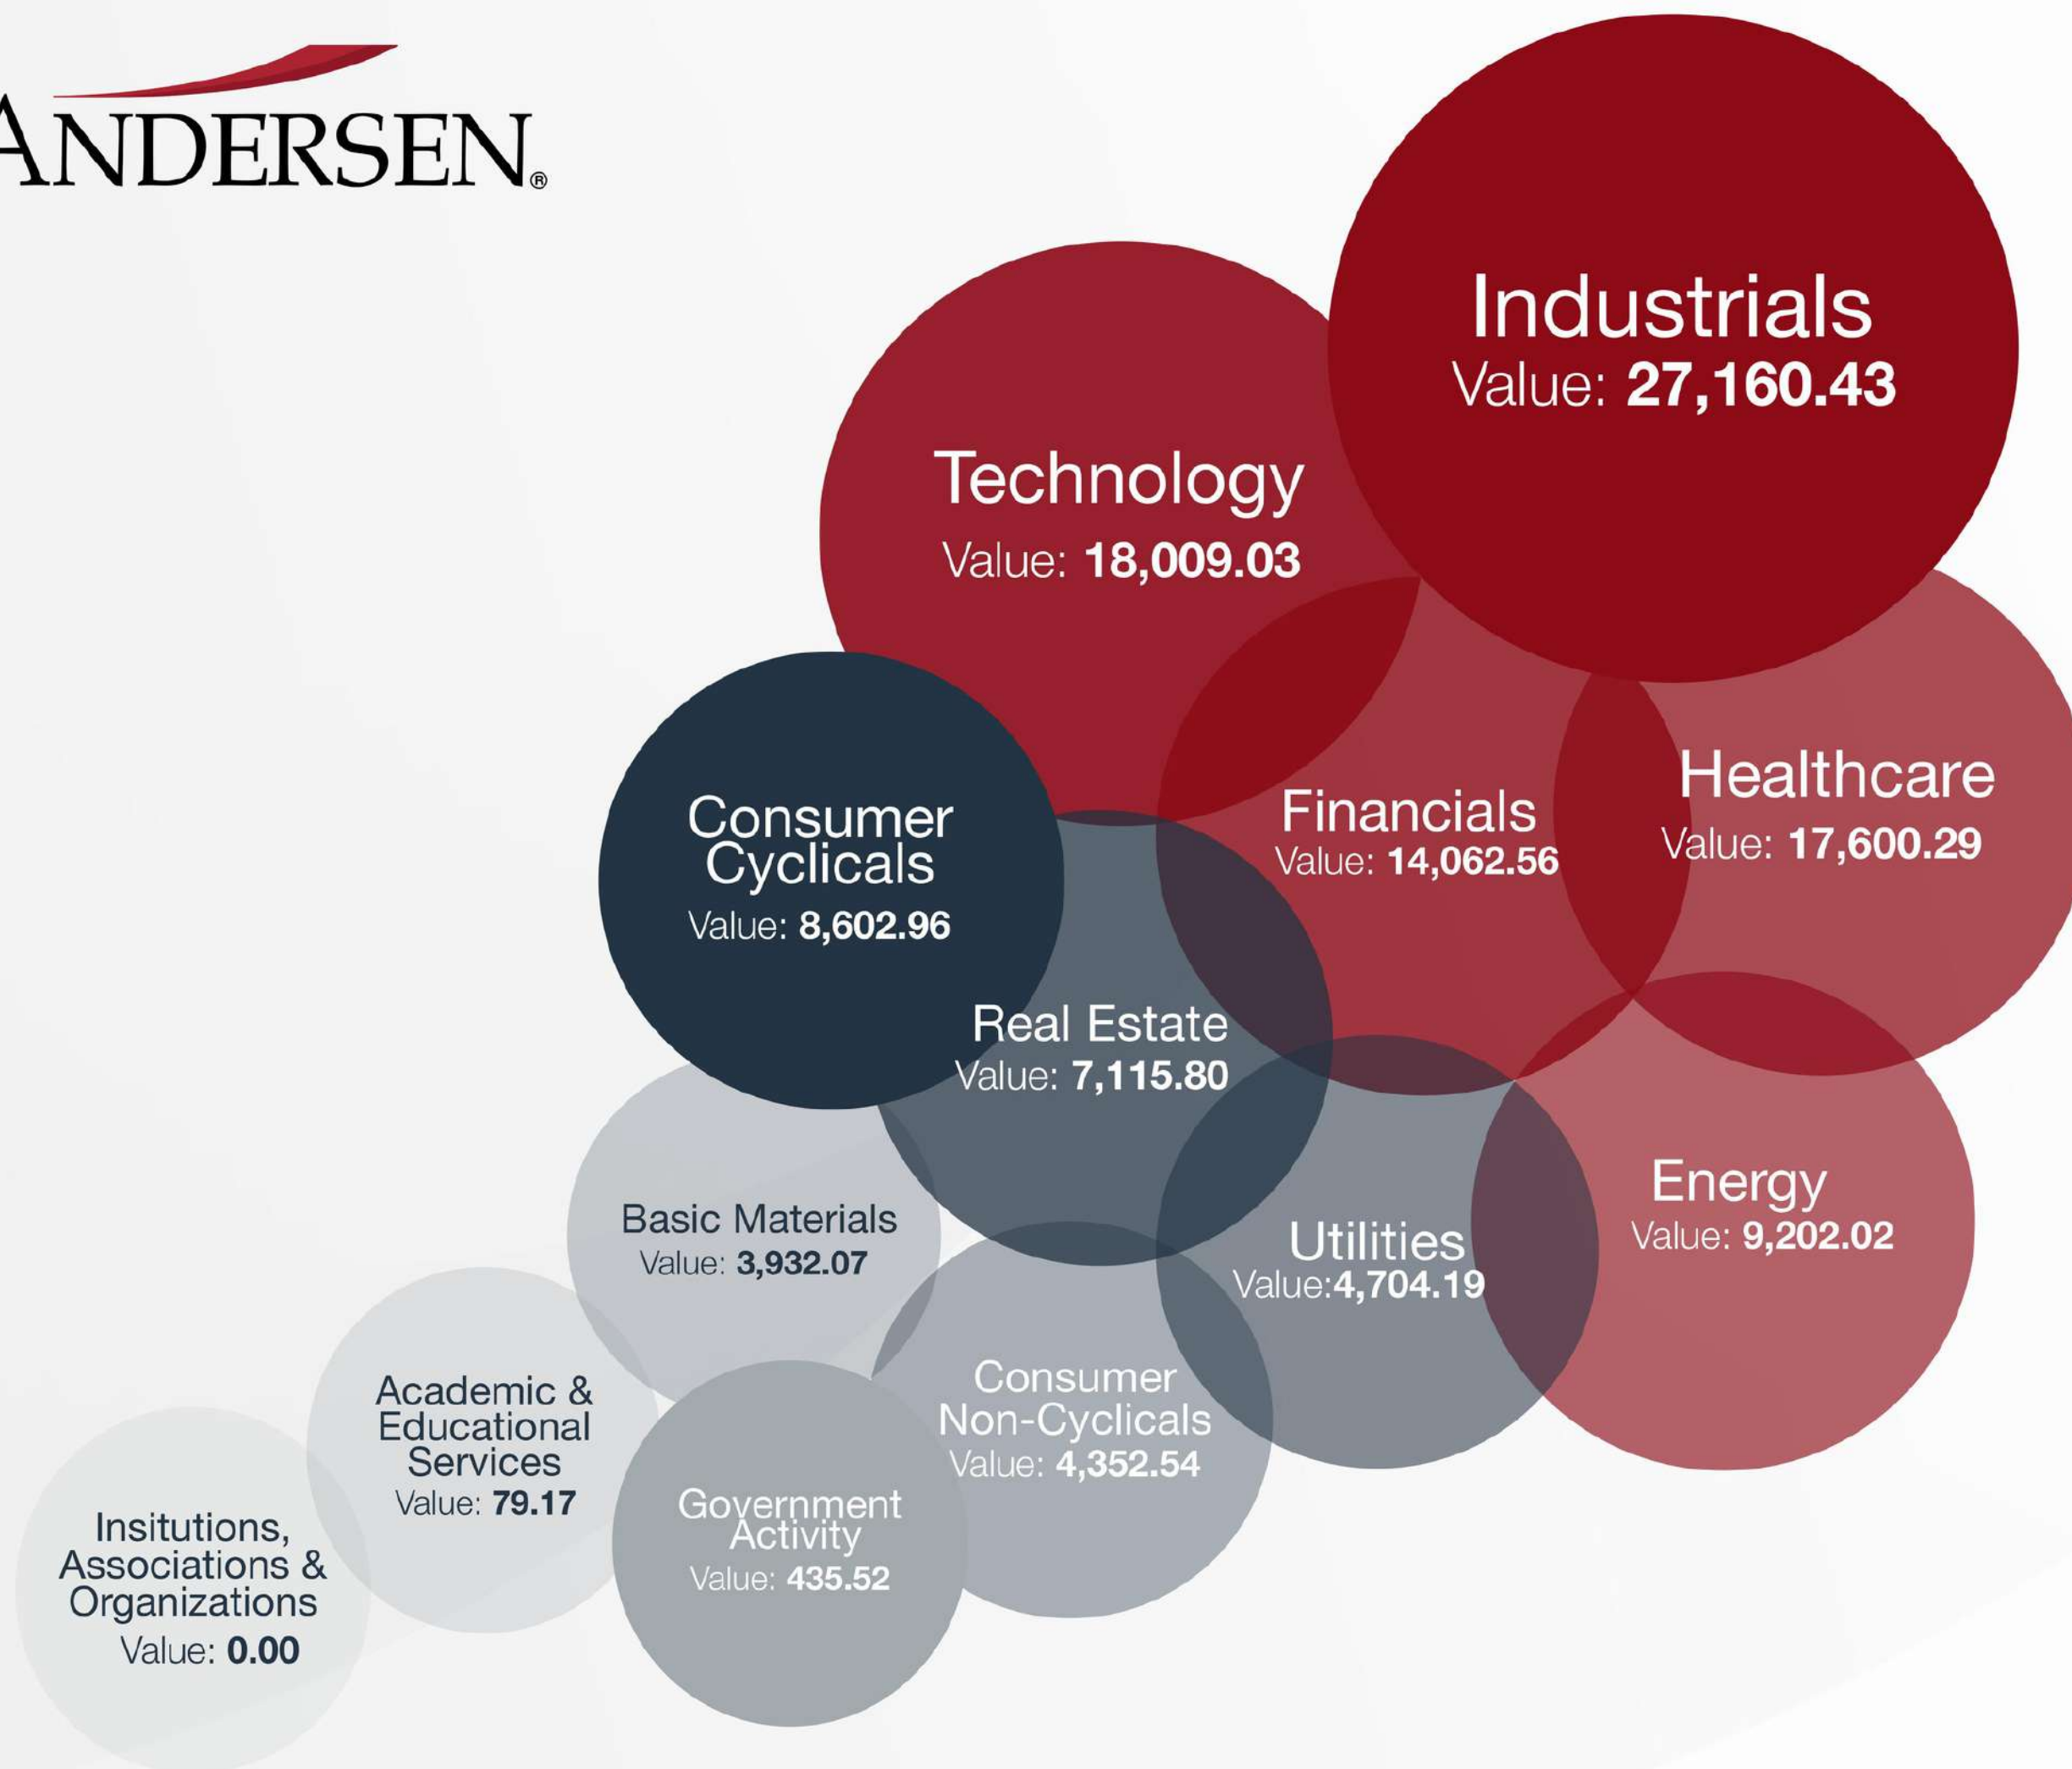 ANDERSEN®
Industrials
Value: 27,160.43
Technology
Value: 18,009.03
Healthcare
Value: 17,600.29
Financials
Value: 14,062.56
Consumer
Cyclicals
Value: 8,602.96
Real Estate
Value: 7,115.80
Energy
Value: 9,202.02
Utilities
Value:4,704.19
Basic Materials
Value: 3,932.07
Consumer
Non-Cyclicals
Value: 4,352.54
Academic &
Educational
Services
Value: 79.17
Government
Activity
Value: 435.52
Insitutions,
Associations &
Organizations
Value: 0.00